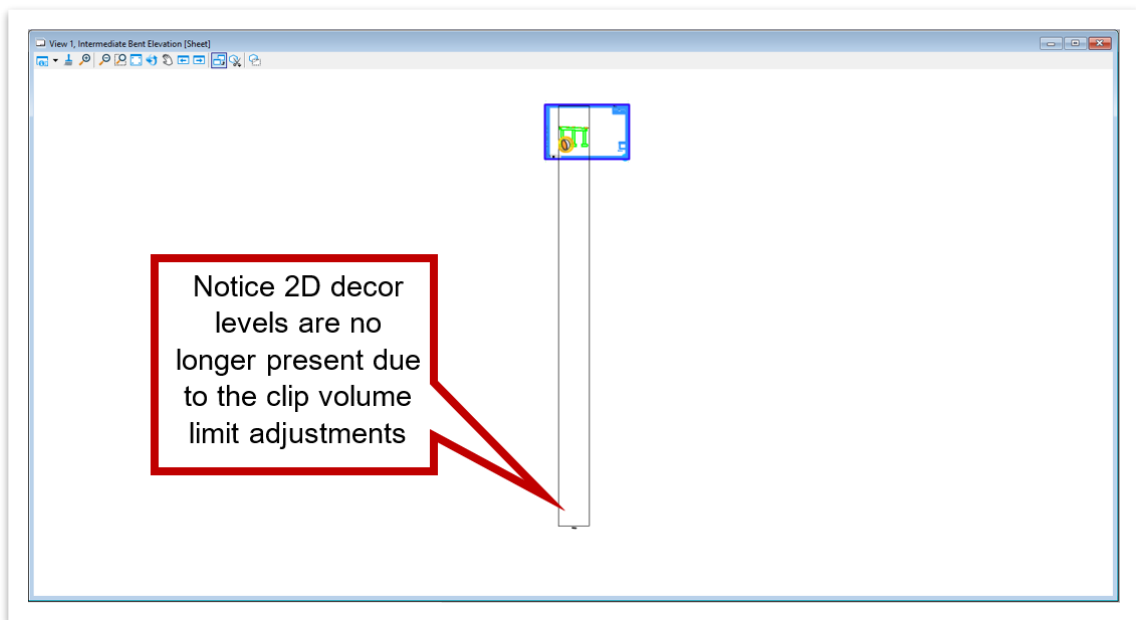 View 1, Intermediate Bent Elevation [Sheet]
Notice 2D decor
levels are no
longer present due
to the clip volume
limit adjustments